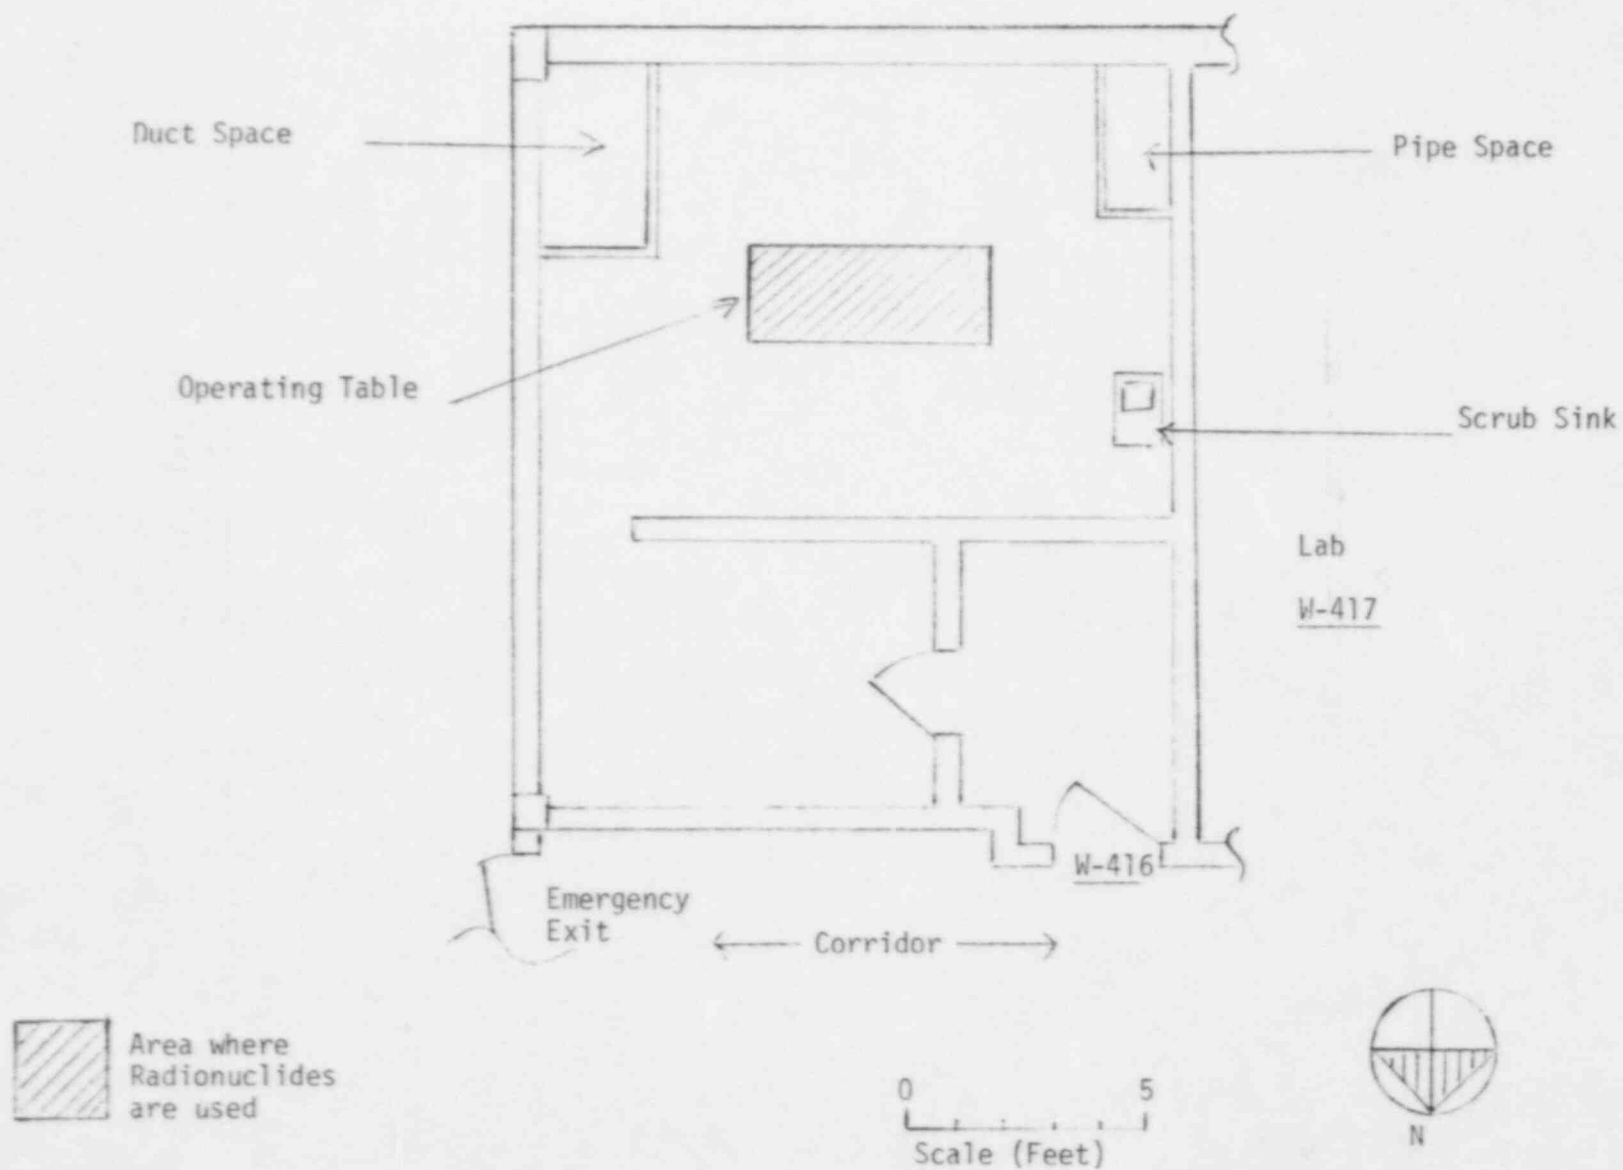 Duct Space
Pipe Space
Operating Table
Scrub Sink
Lab
W-417
W-416
Emergency
Exit
Corridor
Area where
Radionuclides
are used
0 5
Scale (Feet)
N